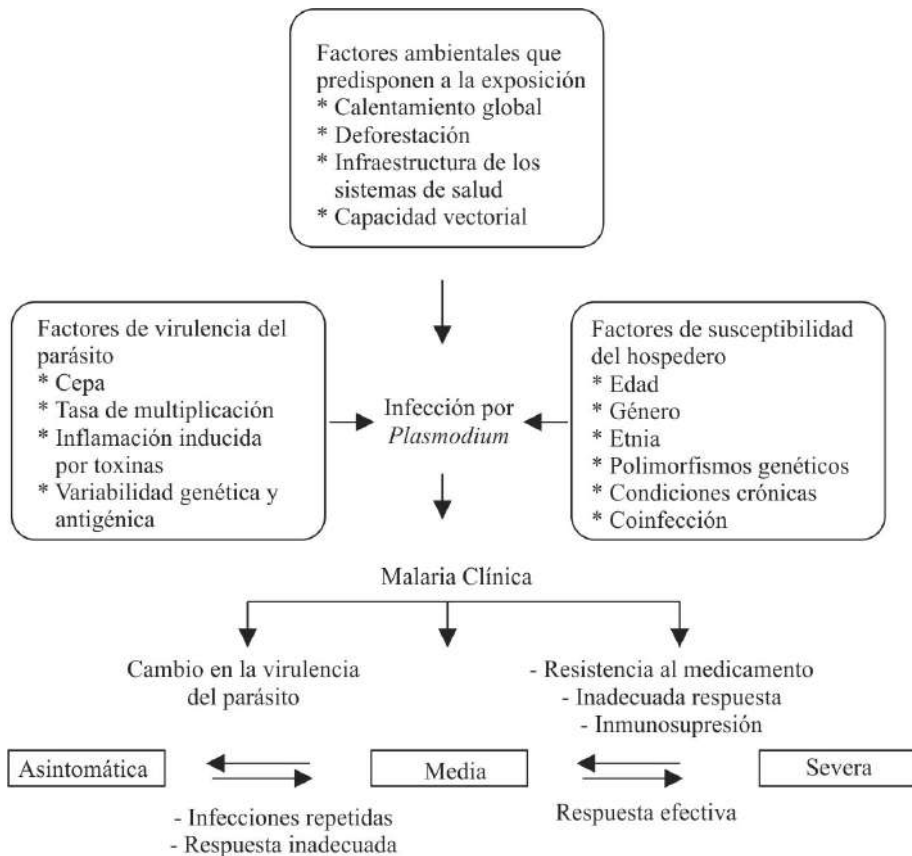 Factores ambientales que
predisponen a la exposición
* Calentamiento global
* Deforestación
* Infraestructura de los
sistemas de salud
* Capacidad vectorial
Factores de virulencia del
parásito
* Cepa
* Tasa de multiplicación
* Inflamación inducida
por toxinas
* Variabilidad genética y
antigénica
Infección por
Plasmodium
Factores de susceptibilidad
del hospedero
* Edad
* Género
* Etnia
* Polimorfismos genéticos
* Condiciones crónicas
* Coinfección
Malaria Clínica
Cambio en la virulencia
del parásito
- Resistencia al medicamento
- Inadecuada respuesta
- Inmunosupresión
Asintomática
Media
Severa
- Infecciones repetidas
- Respuesta inadecuada
Respuesta efectiva